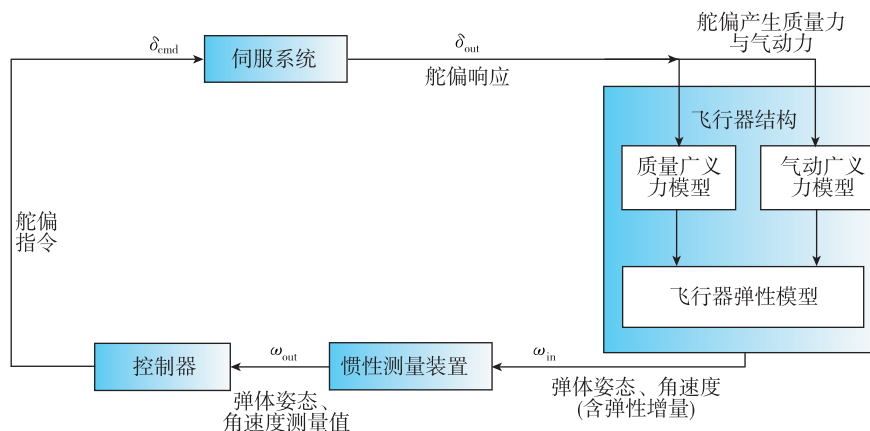 舵偏产生质量力
与气动力
δcmd
伺服系统
δout
舵偏响应
飞行器结构
质量广义
力模型
气动广义
力模型
舵偏
指令
飞行器弹性模型
控制器
ωout
惯性测量装置
ωin
弹体姿态、
角速度测量值
弹体姿态、角速度
(含弹性增量)